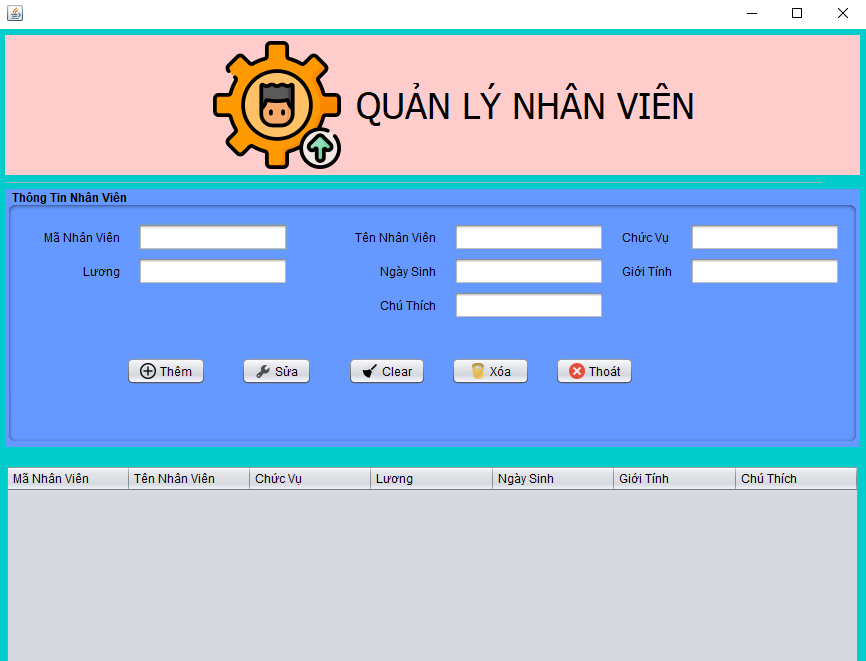 QUẢN LÝ NHÂN VIÊN
Thông Tin Nhân Viên
Mã Nhân Viên Tên Nhân Viên Chức Vụ
Lương Ngày Sinh Giới Tính
Chú Thích
Thêm Sửa Clear Xóa Thoát
Mã Nhân Viên Tên Nhân Viên Chức Vụ Lương Ngày Sinh Giới Tính Chú Thích